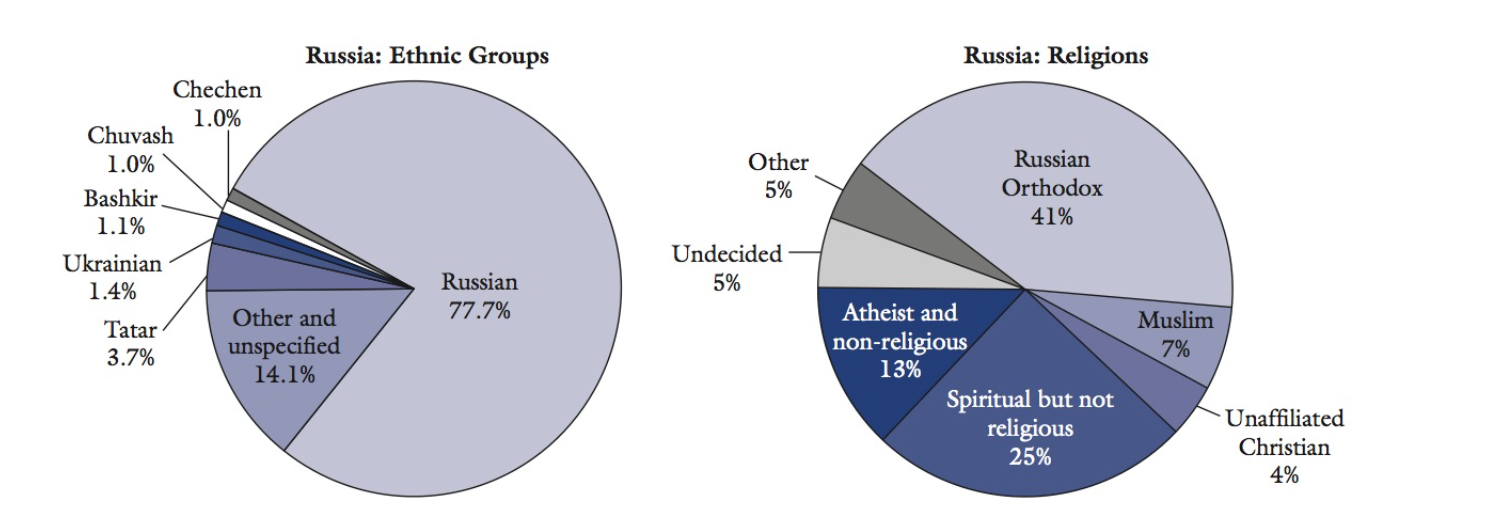 Russia: Ethnic Groups
Chechen
1.0%
Chuvash
1.0%
Bashkir
1.1%
Ukrainian
1.4%
Tatar
3.7%
Other and
unspecified
14.1%
Russian
77.7%
Russia: Religions
Other
5%
Undecided
5%
Atheist and
non-religious
13%
Spiritual but not
religious
25%
Russian
Orthodox
41%
Muslim
7%
Unaffiliated
Christian
4%